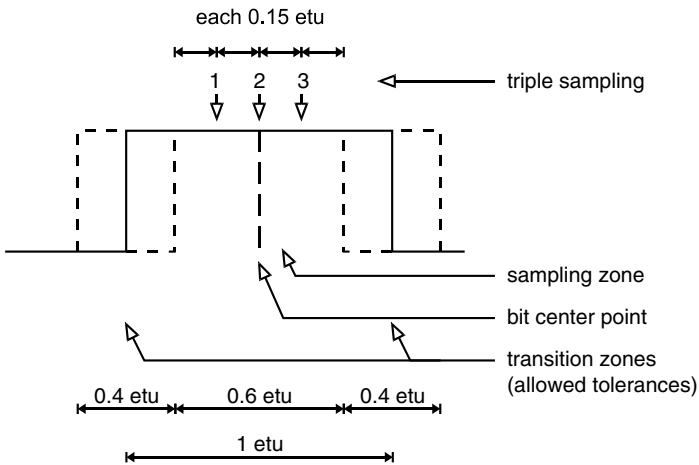 each 0.15 etu
1 2 3
triple sampling
sampling zone
bit center point
transition zones
(allowed tolerances)
0.4 etu 0.6 etu 0.4 etu
1 etu